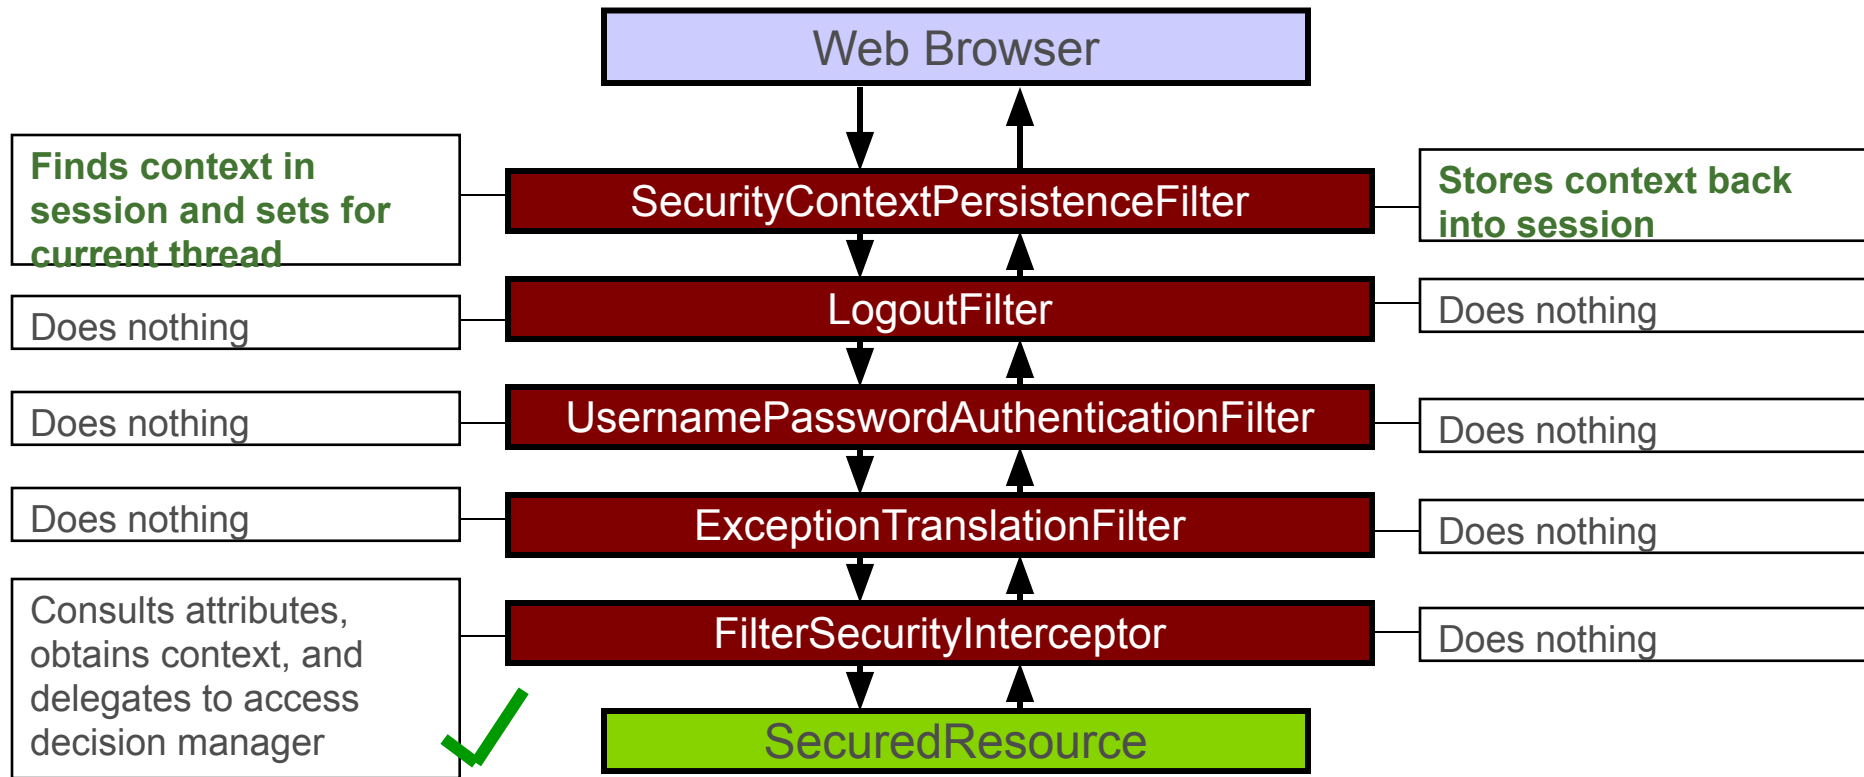 Web Browser
Finds context in
session and sets for
current thread
SecurityContextPersistenceFilter
Stores context back
into session
Does nothing
LogoutFilter
Does nothing
Does nothing
UsernamePasswordAuthenticationFilter
Does nothing
Does nothing
ExceptionTranslationFilter
Does nothing
Consults attributes,
obtains context, and
delegates to access
decision manager
FilterSecurityInterceptor
Does nothing
SecuredResource